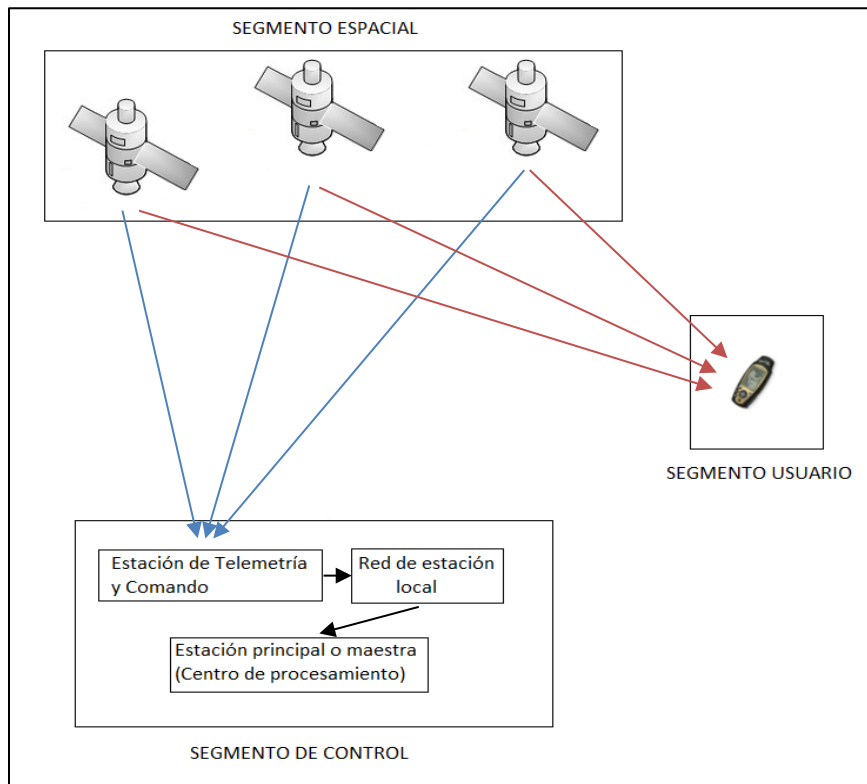 SEGMENTO ESPACIAL
SEGMENTO USUARIO
Estación de Telemetría
y Comando
Red de estación
local
Estación principal o maestra
(Centro de procesamiento)
SEGMENTO DE CONTROL